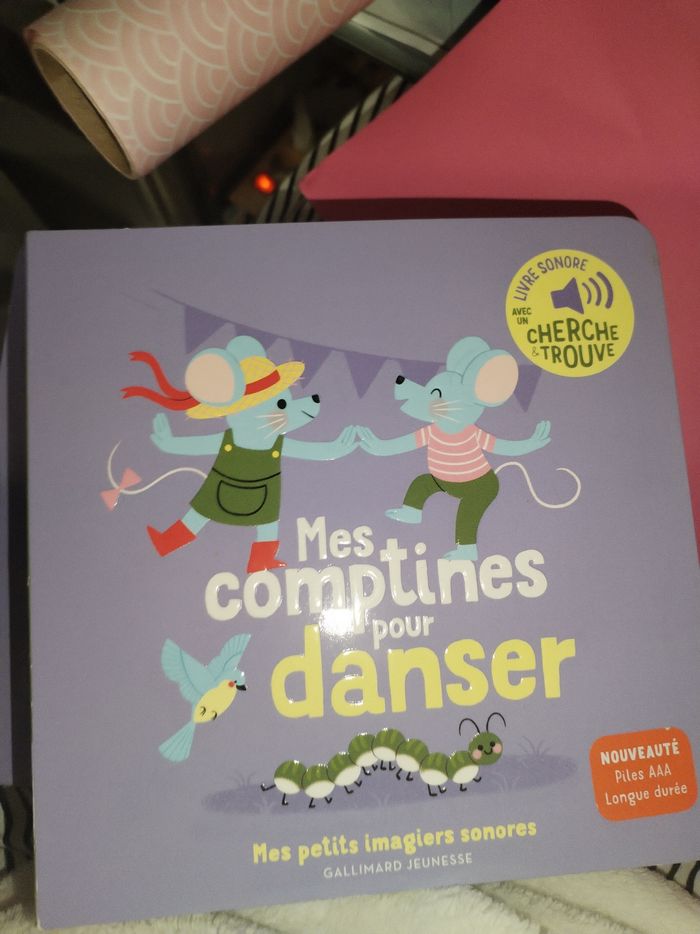 LIVRE SONORE
AVEC
UN
CHERCHE
& TROUVE
Mes
comptines
pour
danser
NOUVEAUTÉ
Piles AAA
Longue durée
Mes petits imagiers sonores
GALLIMARD JEUNESSE